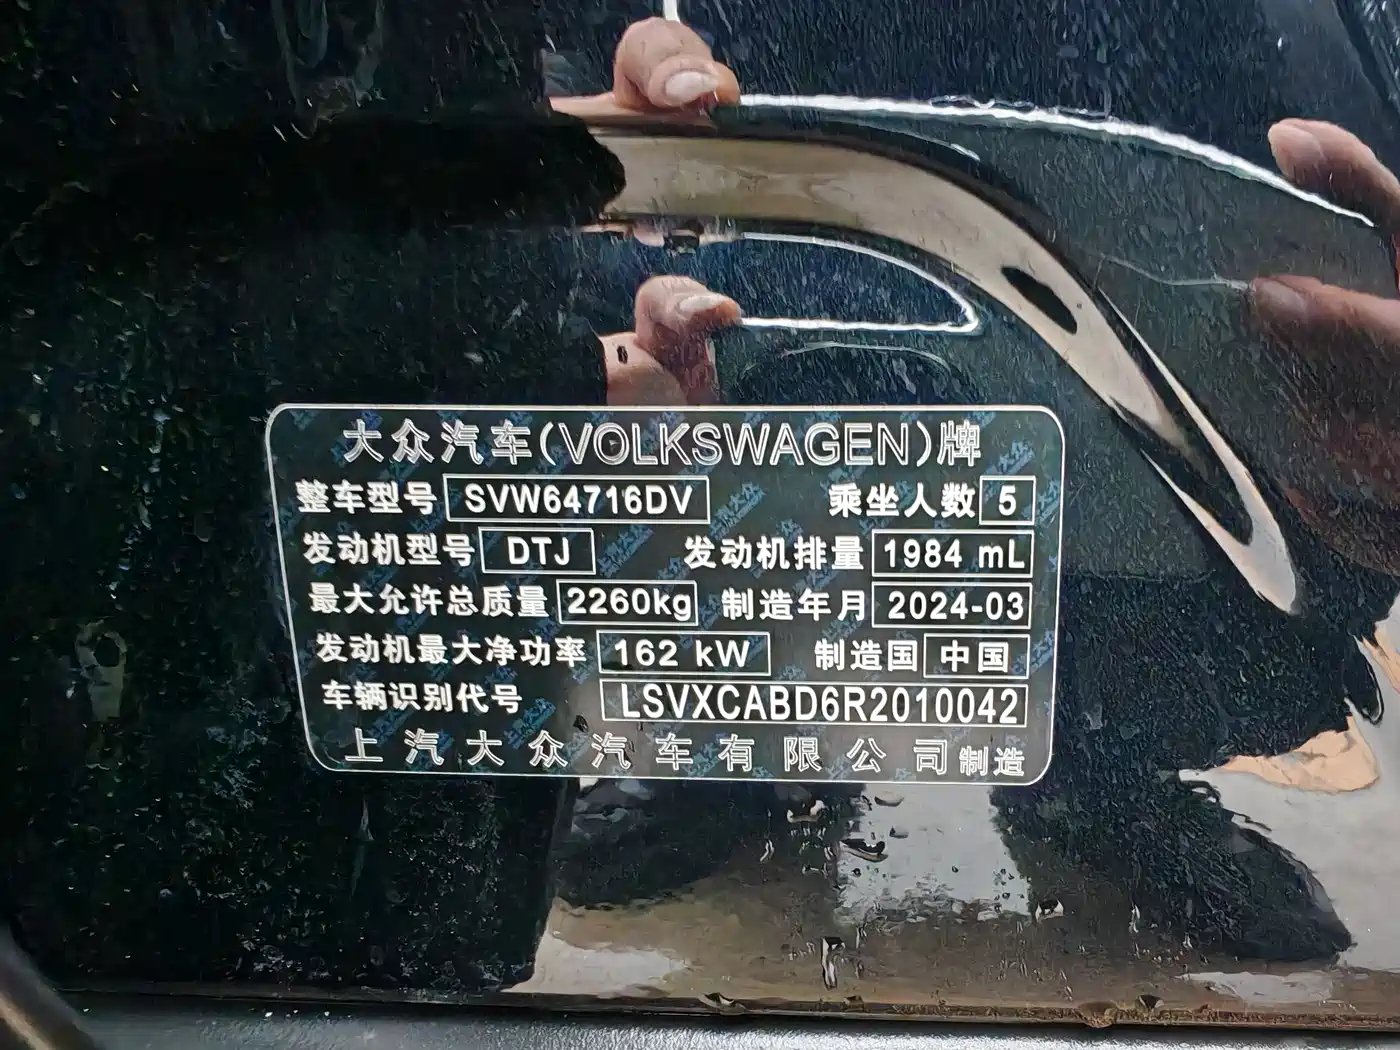 大众汽车(VOLKSWAGEN)牌
整车型号 SVW64716DV 乘坐人数 5
发动机型号 DTJ 发动机排量 1984 mL
最大允许总质量 2260kg 制造年月 2024-03
发动机最大净功率 162 kW 制造国 中国
车辆识别代号 LSVXCABD6R2010042
上汽大众汽车有限公司制造